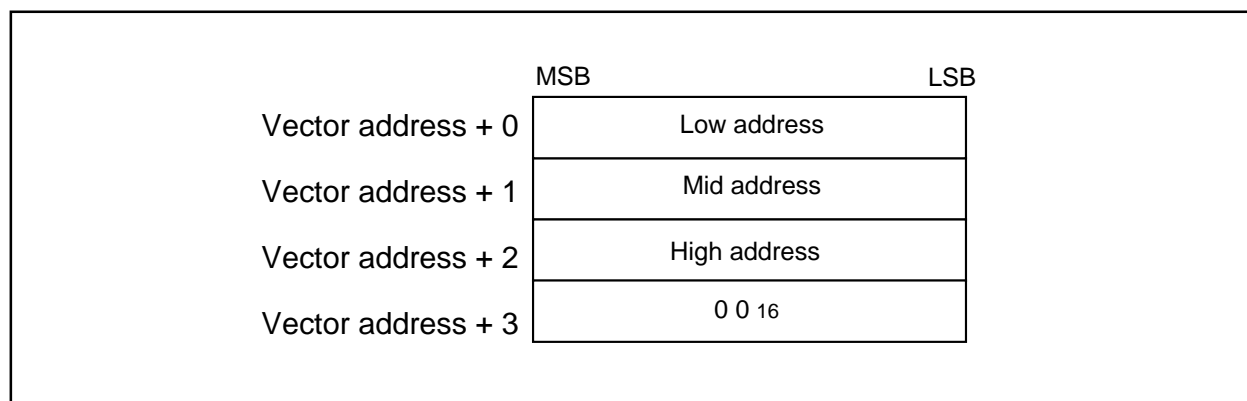 MSB LSB
Vector address + 0 Low address
Vector address + 1 Mid address
Vector address + 2 High address
Vector address + 3 0 0 16